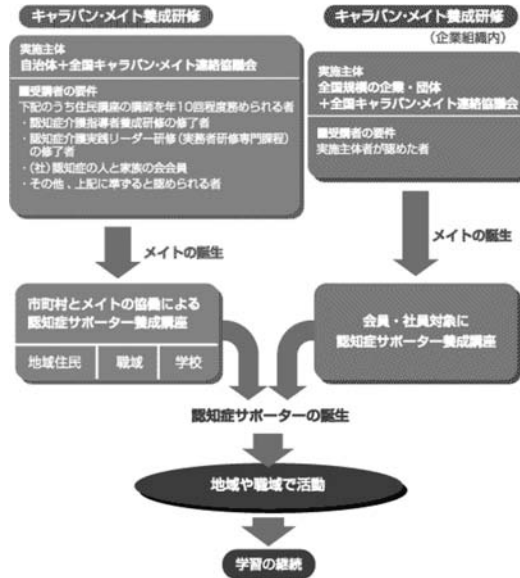 キャラバン・メイト養成研修
実施主体
自治体＋全国キャラバン・メイト連絡協議会
■受講者の要件
下記のうち住民講座の講師を年10回程度務められる者
・認知症介護指導者養成研修の修了者
・認知症介護実践リーダー研修（実務者研修専門課程）
の修了者
・（社）認知症の人と家族の会会員
・その他、上記に準ずると認められる者
メイトの誕生
市町村とメイトの協働による
認知症サポーター養成講座
地域住民
職域
学校
キャラバン・メイト養成研修
（企業組織内）
実施主体
全国規模の企業・団体
＋全国キャラバン・メイト連絡協議会
■受講者の要件
実施主体者が認めた者
メイトの誕生
会員・社員対象に
認知症サポーター養成講座
認知症サポーターの誕生
地域や職域で活動
学習の継続